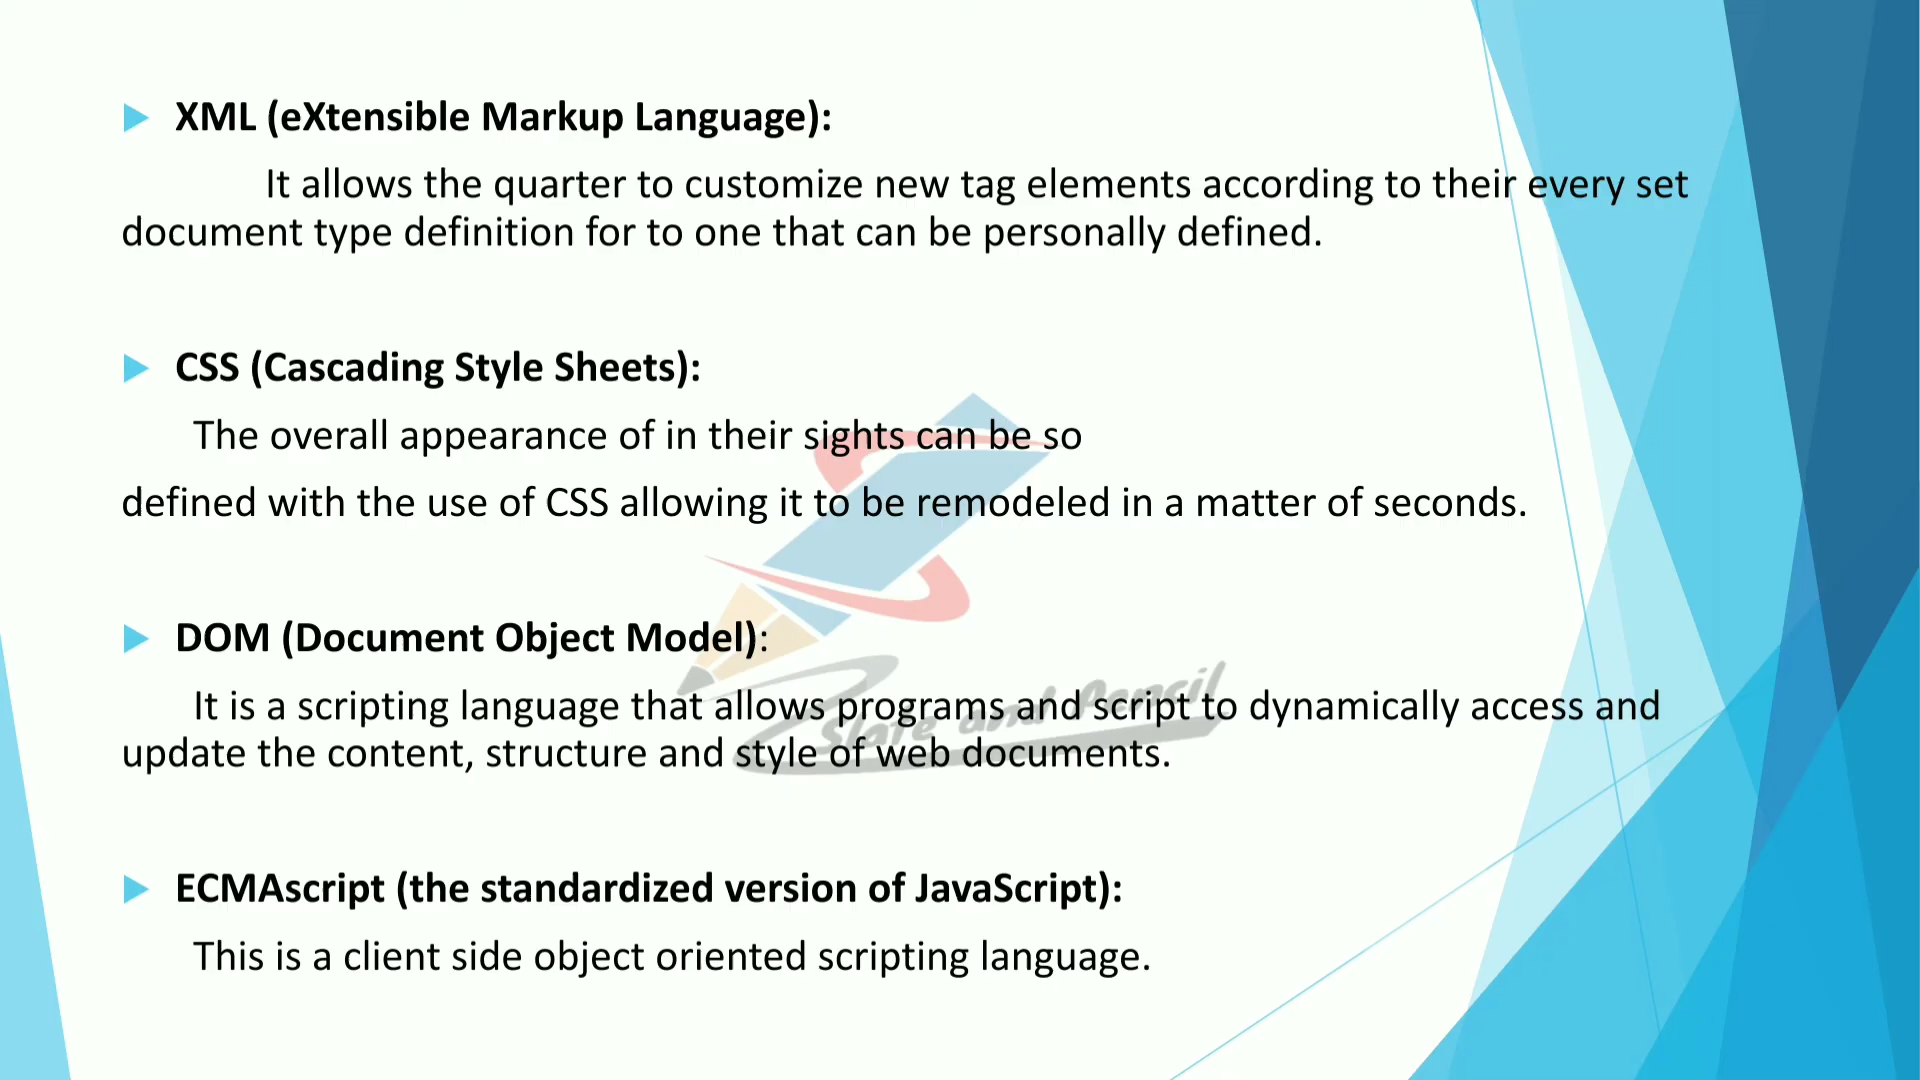 XML (eXtensible Markup Language):
It allows the quarter to customize new tag elements according to their every set
document type definition for to one that can be personally defined.
CSS (Cascading Style Sheets):
The overall appearance of in their sights can be so
defined with the use of CSS allowing it to be remodeled in a matter of seconds.
DOM (Document Object Model):
It is a scripting language that allows programs and script to dynamically access and
update the content, structure and style of web documents.
Slate and Pencil
ECMAscript (the standardized version of JavaScript):
This is a client side object oriented scripting language.